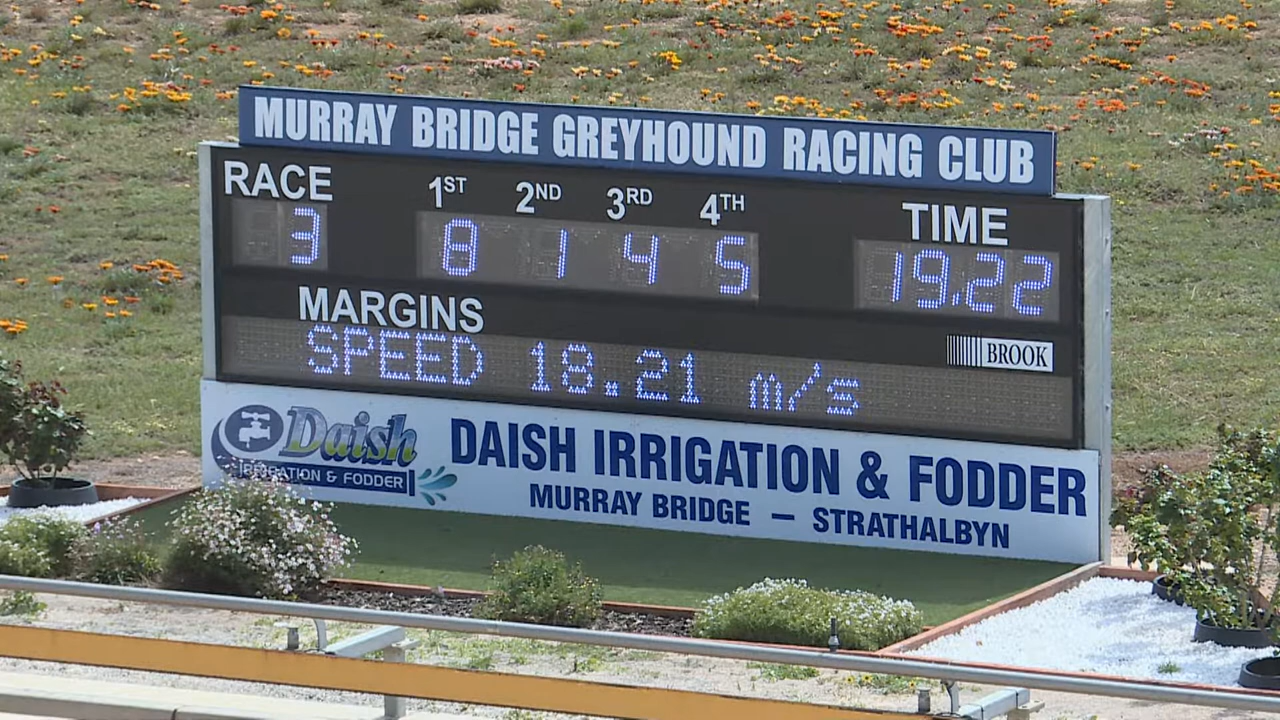 MURRAY BRIDGE GREYHOUND RACING CLUB
RACE 1ST 2ND 3RD 4TH TIME
3 8 1 4 5 19.22
MARGINS
SPEED 18.21 m/s
BROOK
Daish
IRRIGATION & FODDER
DAISH IRRIGATION & FODDER
MURRAY BRIDGE — STRATHALBYN